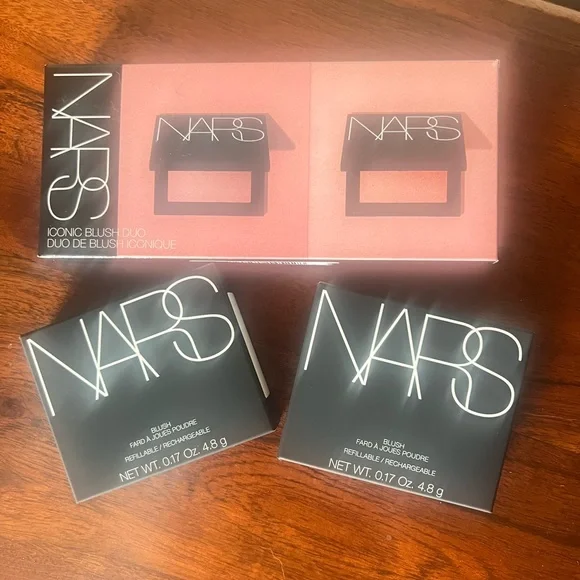 NARS
ICONIC BLUSH DUO
DUO DE BLUSH ICONIQUE
NARS
NARS
NARS
BLUSH
FARD À JOUES POUDRE
REFILLABLE / RECHARGEABLE
NET WT. 0.17 Oz. 4.8 g
NARS
BLUSH
FARD À JOUES POUDRE
REFILLABLE / RECHARGEABLE
NET WT. 0.17 Oz. 4.8 g